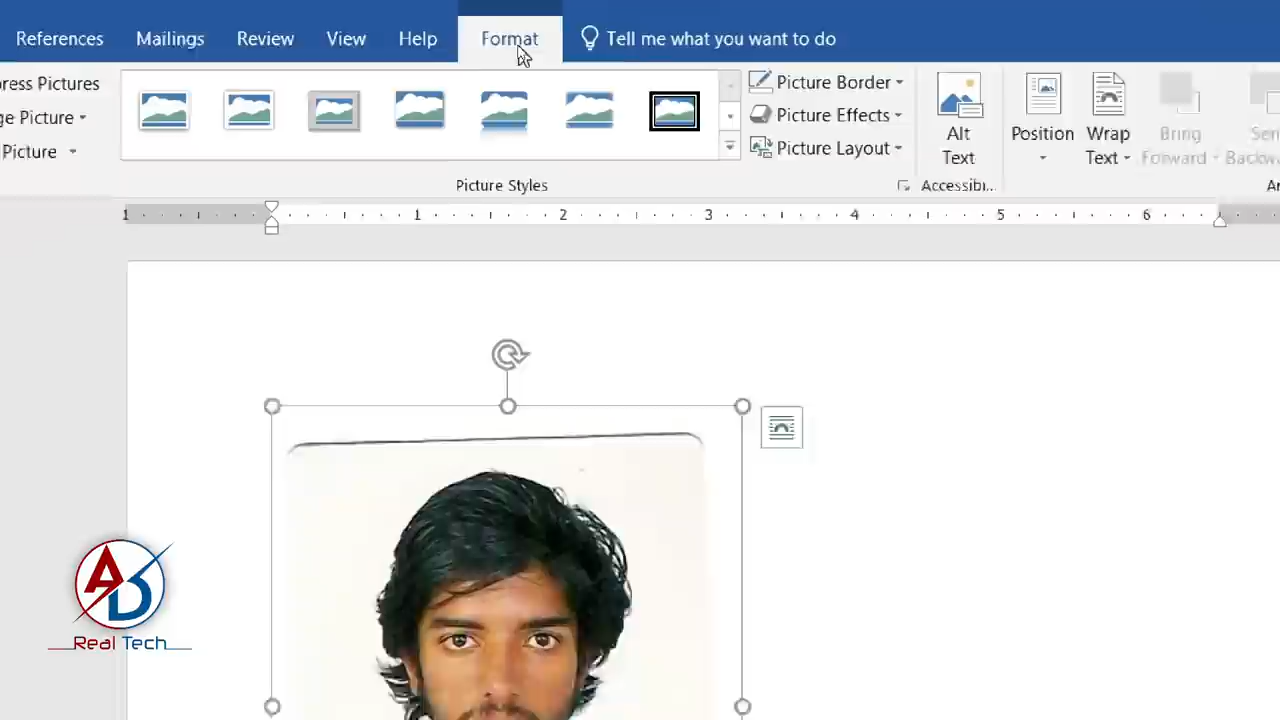 References Mailings Review View Help Format Tell me what you want to do
ress Pictures
ge Picture
Picture
Picture Border
Picture Effects
Picture Layout
Alt
Text
Position
Wrap
Text
Bring
Forward
Picture Styles
Accessibi...
1 1 2 3 4 5 6
AD
Real Tech